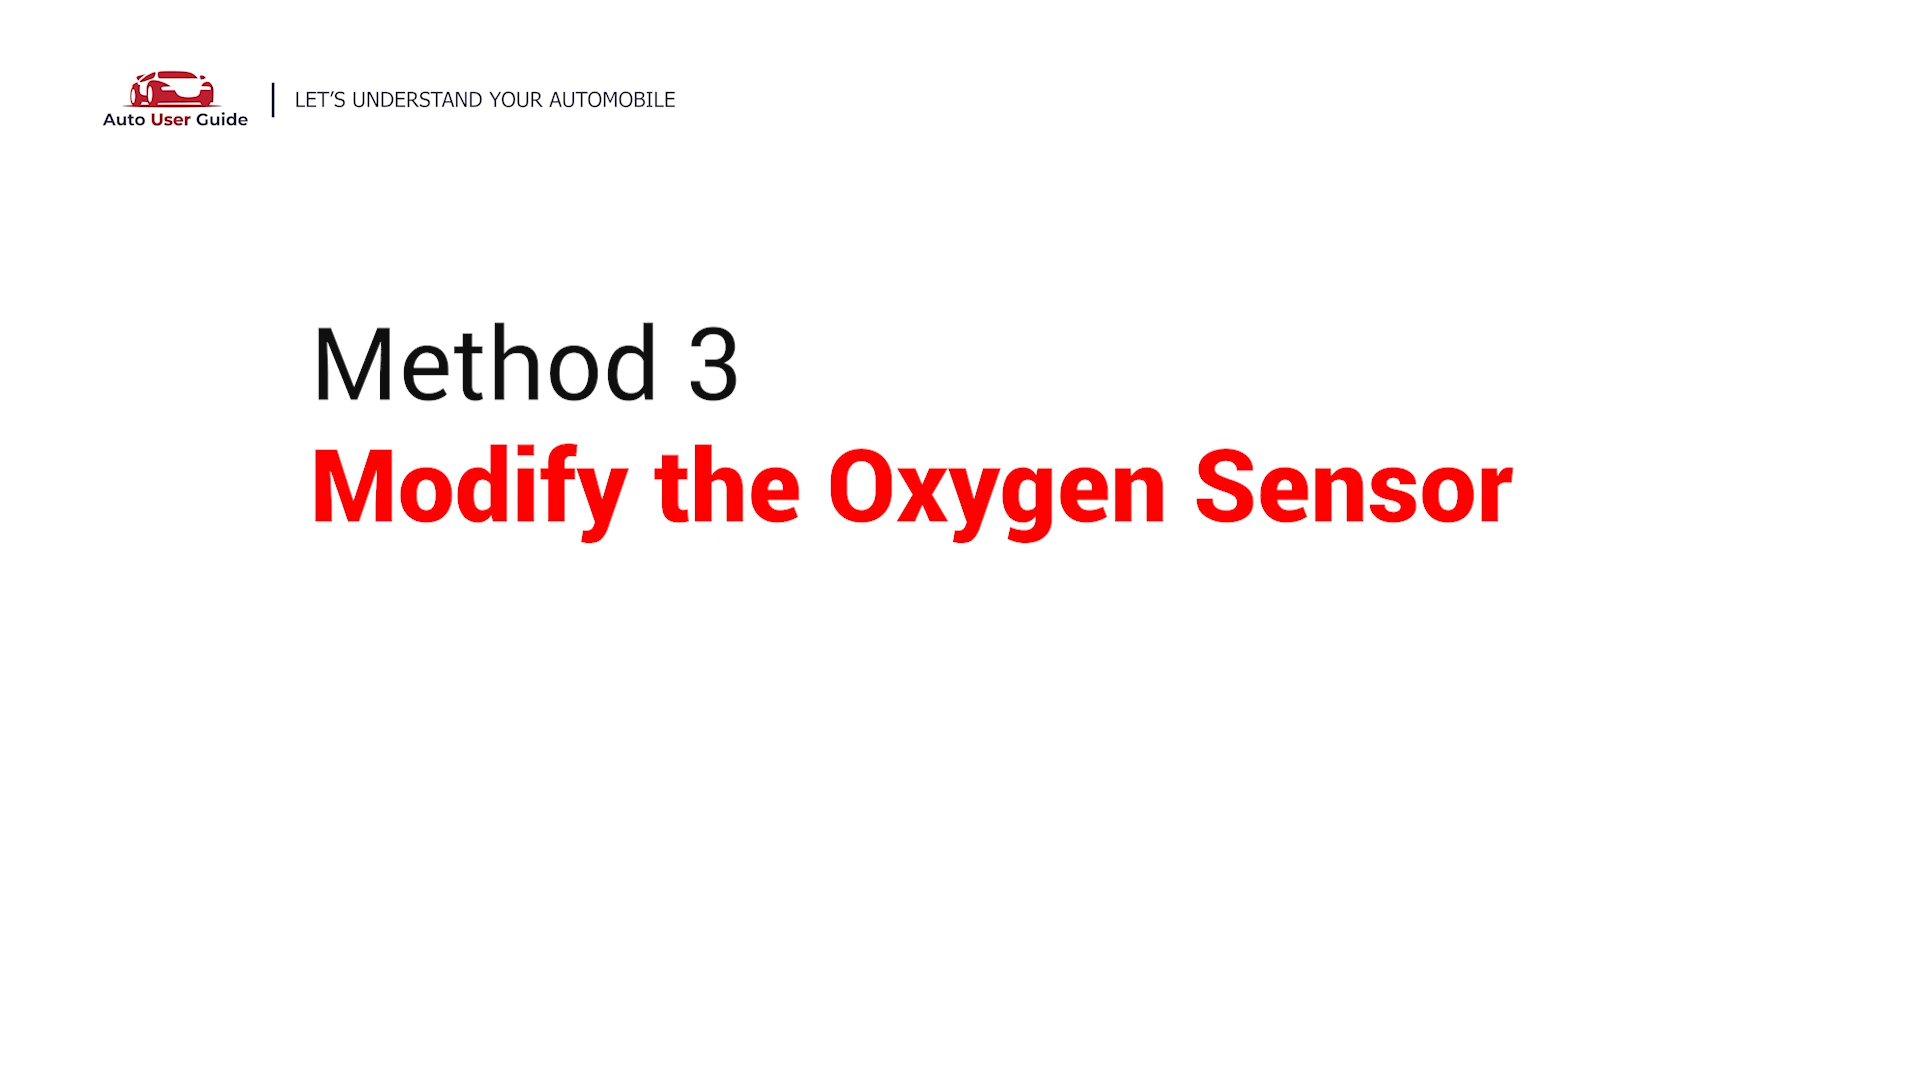 Auto User Guide
LET'S UNDERSTAND YOUR AUTOMOBILE
Method 3
Modify the Oxygen Sensor